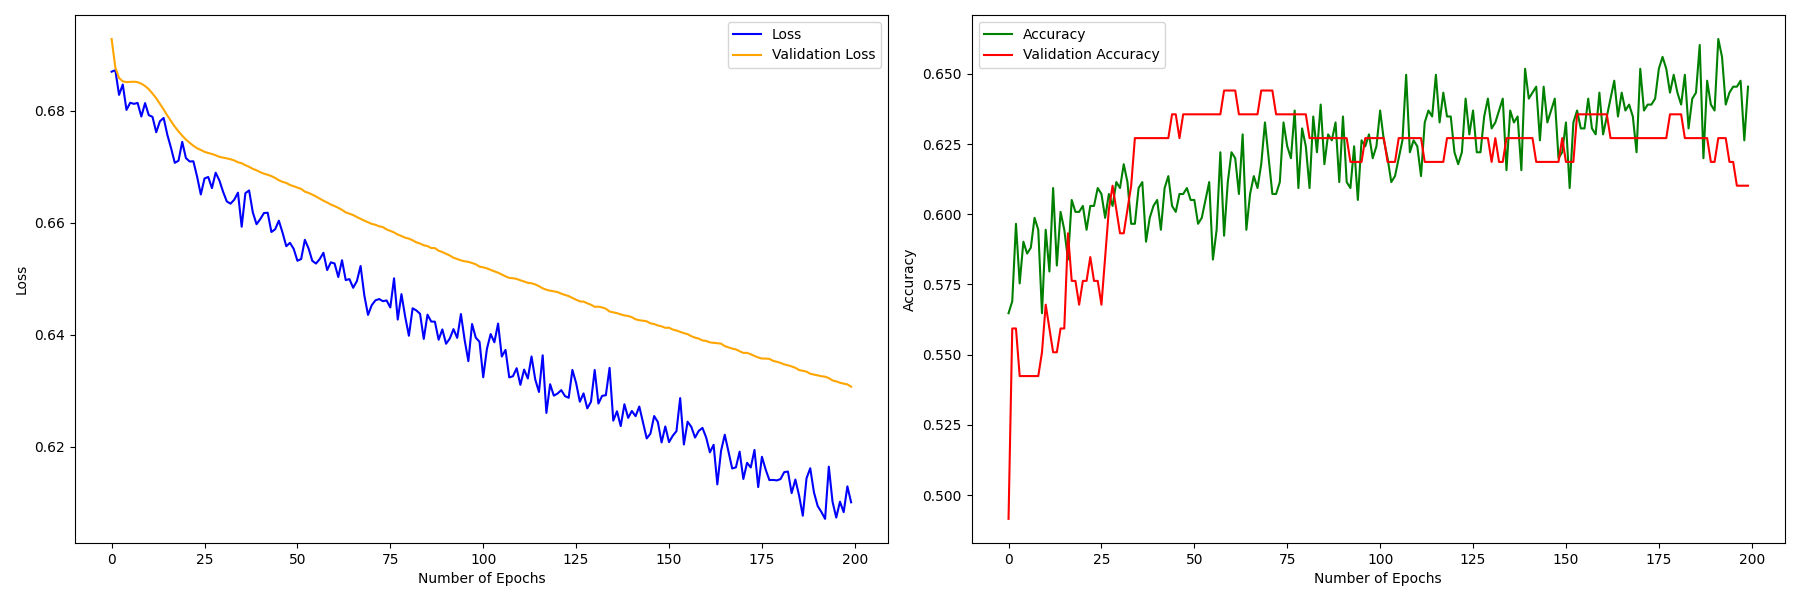 Loss
Validation Loss
0.68
0.66
0.64
0.62
Loss
0 25 50 75 100 125 150 175 200
Number of Epochs
Accuracy
Validation Accuracy
0.650
0.625
0.600
0.575
0.550
0.525
0.500
Accuracy
0 25 50 75 100 125 150 175 200
Number of Epochs